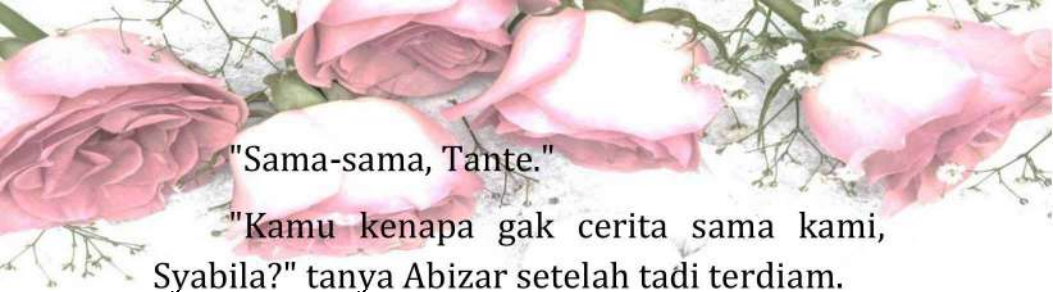 "Sama-sama, Tante."
"Kamu kenapa gak cerita sama kami,
Syabila?" tanya Abizar setelah tadi terdiam.